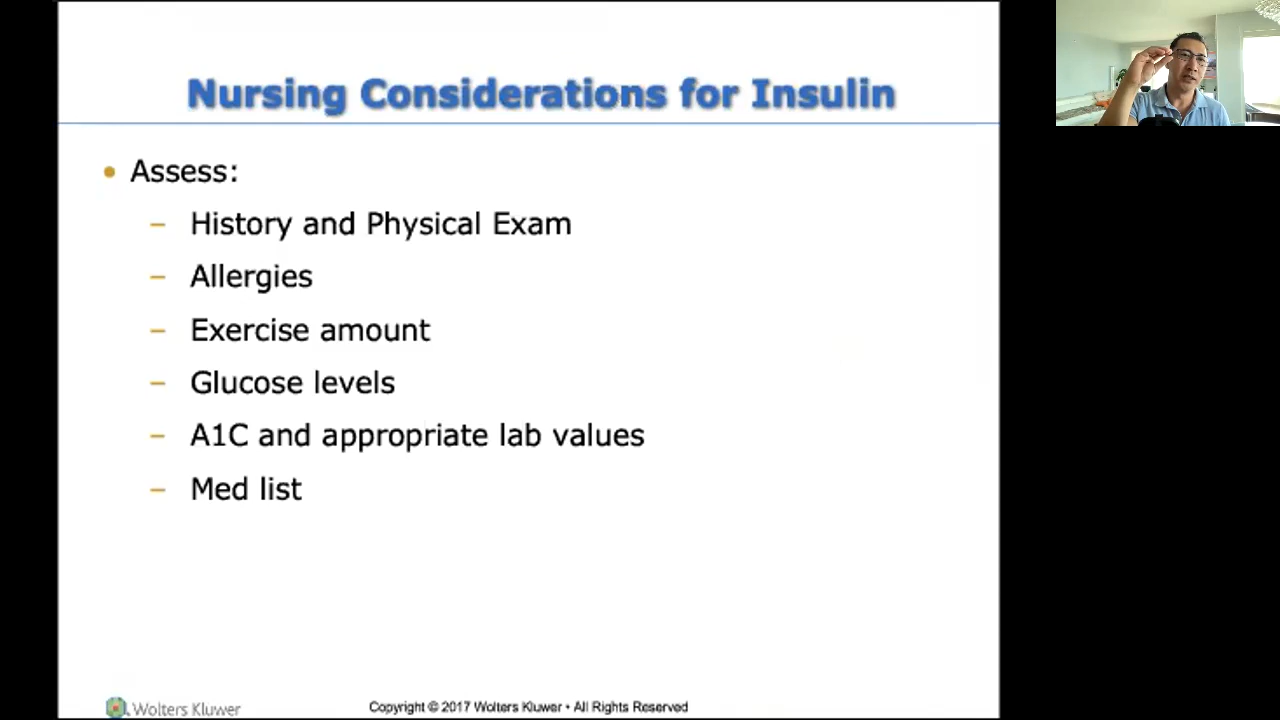 Nursing Considerations for Insulin
• Assess:
– History and Physical Exam
– Allergies
– Exercise amount
– Glucose levels
– A1C and appropriate lab values
– Med list
Wolters Kluwer
Copyright © 2017 Wolters Kluwer • All Rights Reserved